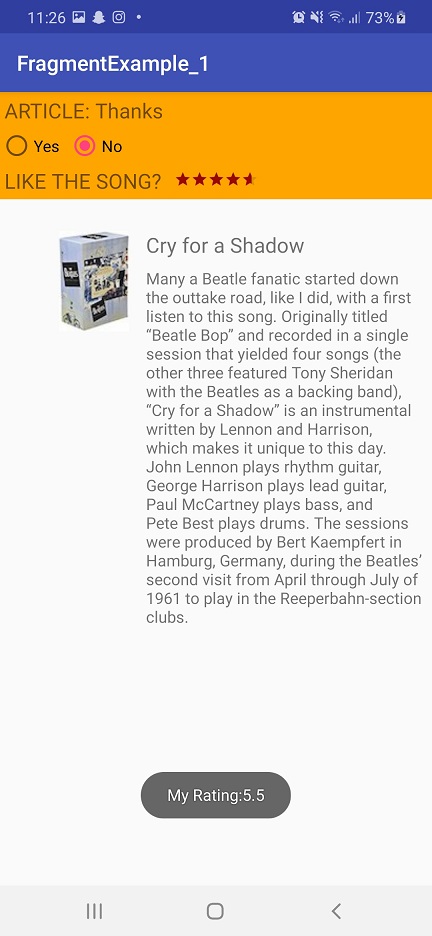 11:26
73%
FragmentExample_1
ARTICLE: Thanks
Yes
No
LIKE THE SONG?
Cry for a Shadow
Many a Beatle fanatic started down
the outtake road, like I did, with a first
listen to this song. Originally titled
“Beatle Bop” and recorded in a single
session that yielded four songs (the
other three featured Tony Sheridan
with the Beatles as a backing band),
“Cry for a Shadow” is an instrumental
written by Lennon and Harrison,
which makes it unique to this day.
John Lennon plays rhythm guitar,
George Harrison plays lead guitar,
Paul McCartney plays bass, and
Pete Best plays drums. The sessions
were produced by Bert Kaempfert in
Hamburg, Germany, during the Beatles’
second visit from April through July of
1961 to play in the Reeperbahn-section
clubs.
My Rating:5.5